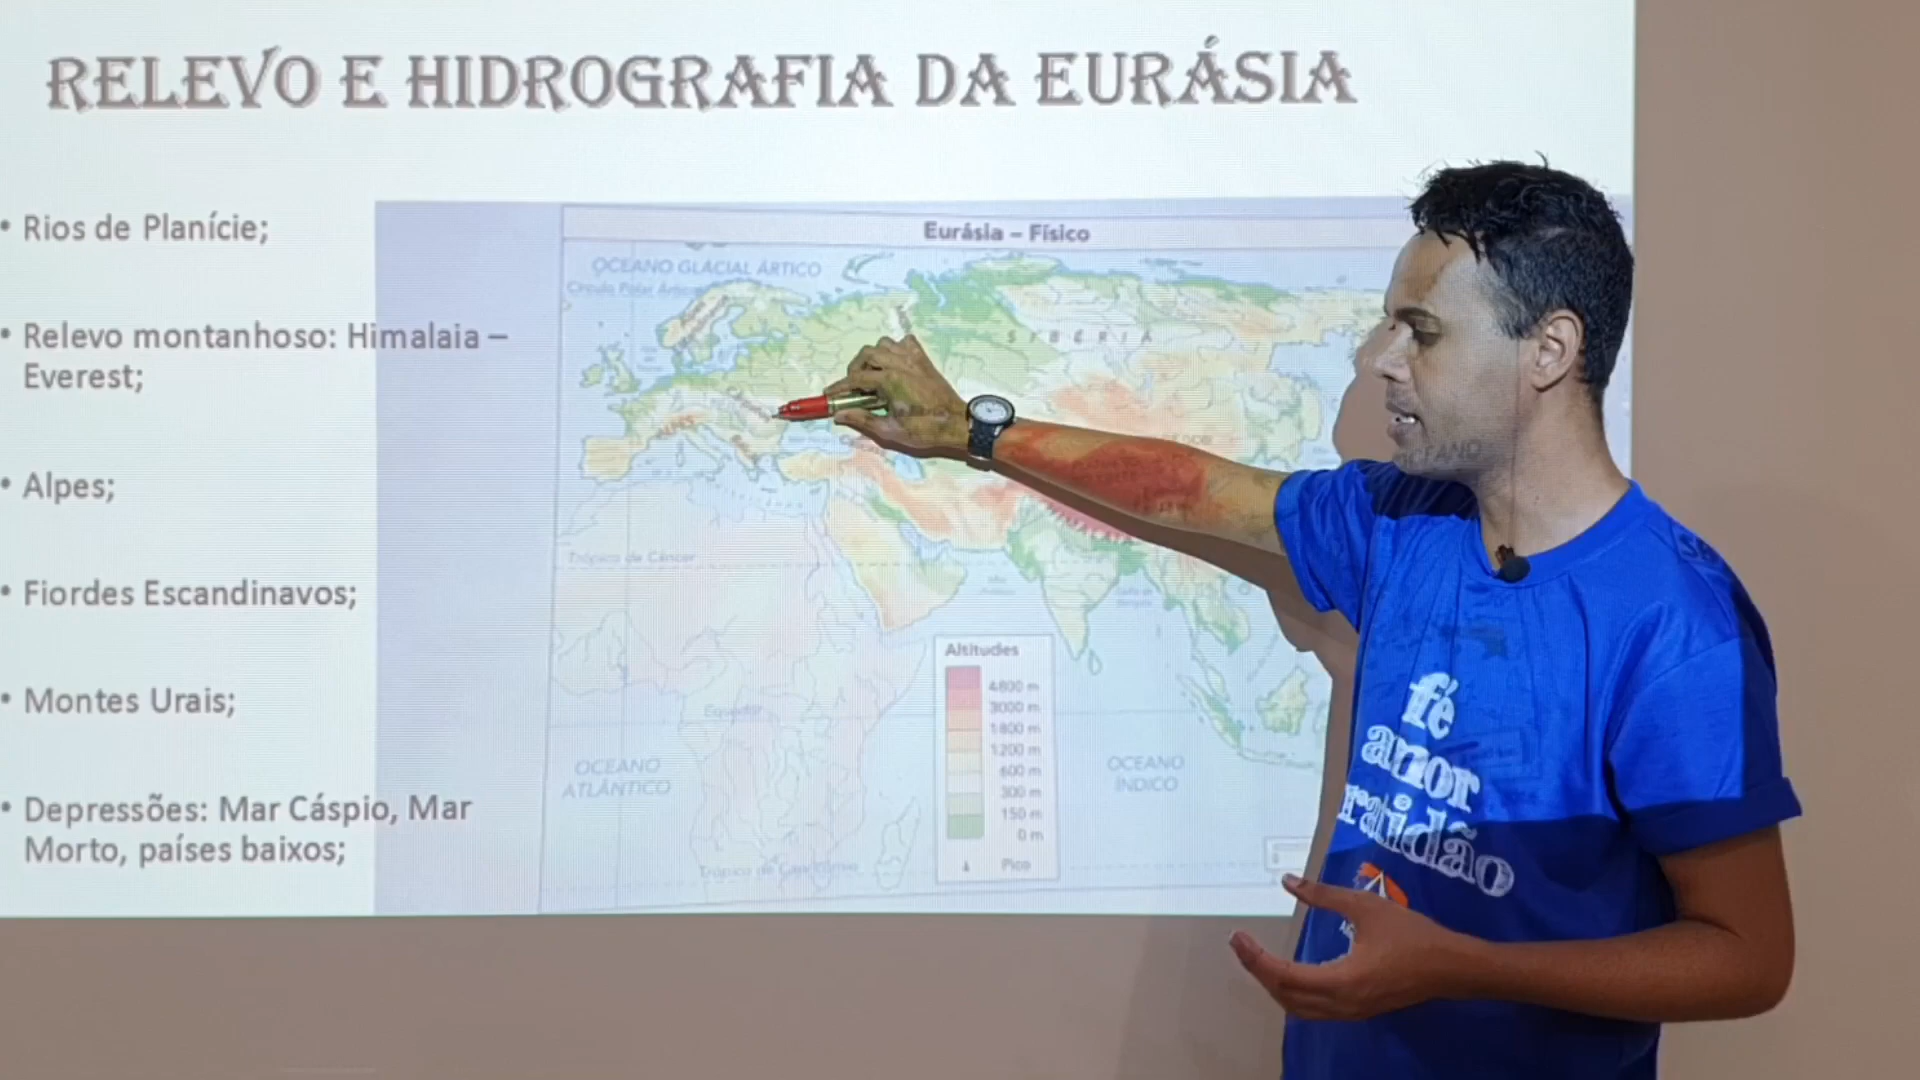 RELEVO E HIDROGRAFIA DA EURÁSIA
• Rios de Planície;
• Relevo montanhoso: Himalaia –
Everest;
• Alpes;
• Fiordes Escandinavos;
• Montes Urais;
• Depressões: Mar Cáspio, Mar
Morto, países baixos;
Eurásia – Físico
OCEANO GLACIAL ÁRTICO
Círculo Polar Ártico
SIBÉRIA
ALPES
Trópico de Câncer
Equador
OCEANO
ATLÂNTICO
Trópico de Capricórnio
Altitudes
4800 m
3000 m
1800 m
1200 m
600 m
300 m
150 m
0 m
Pico
OCEANO
ÍNDICO
OCEANO
fé
amor
ratidão